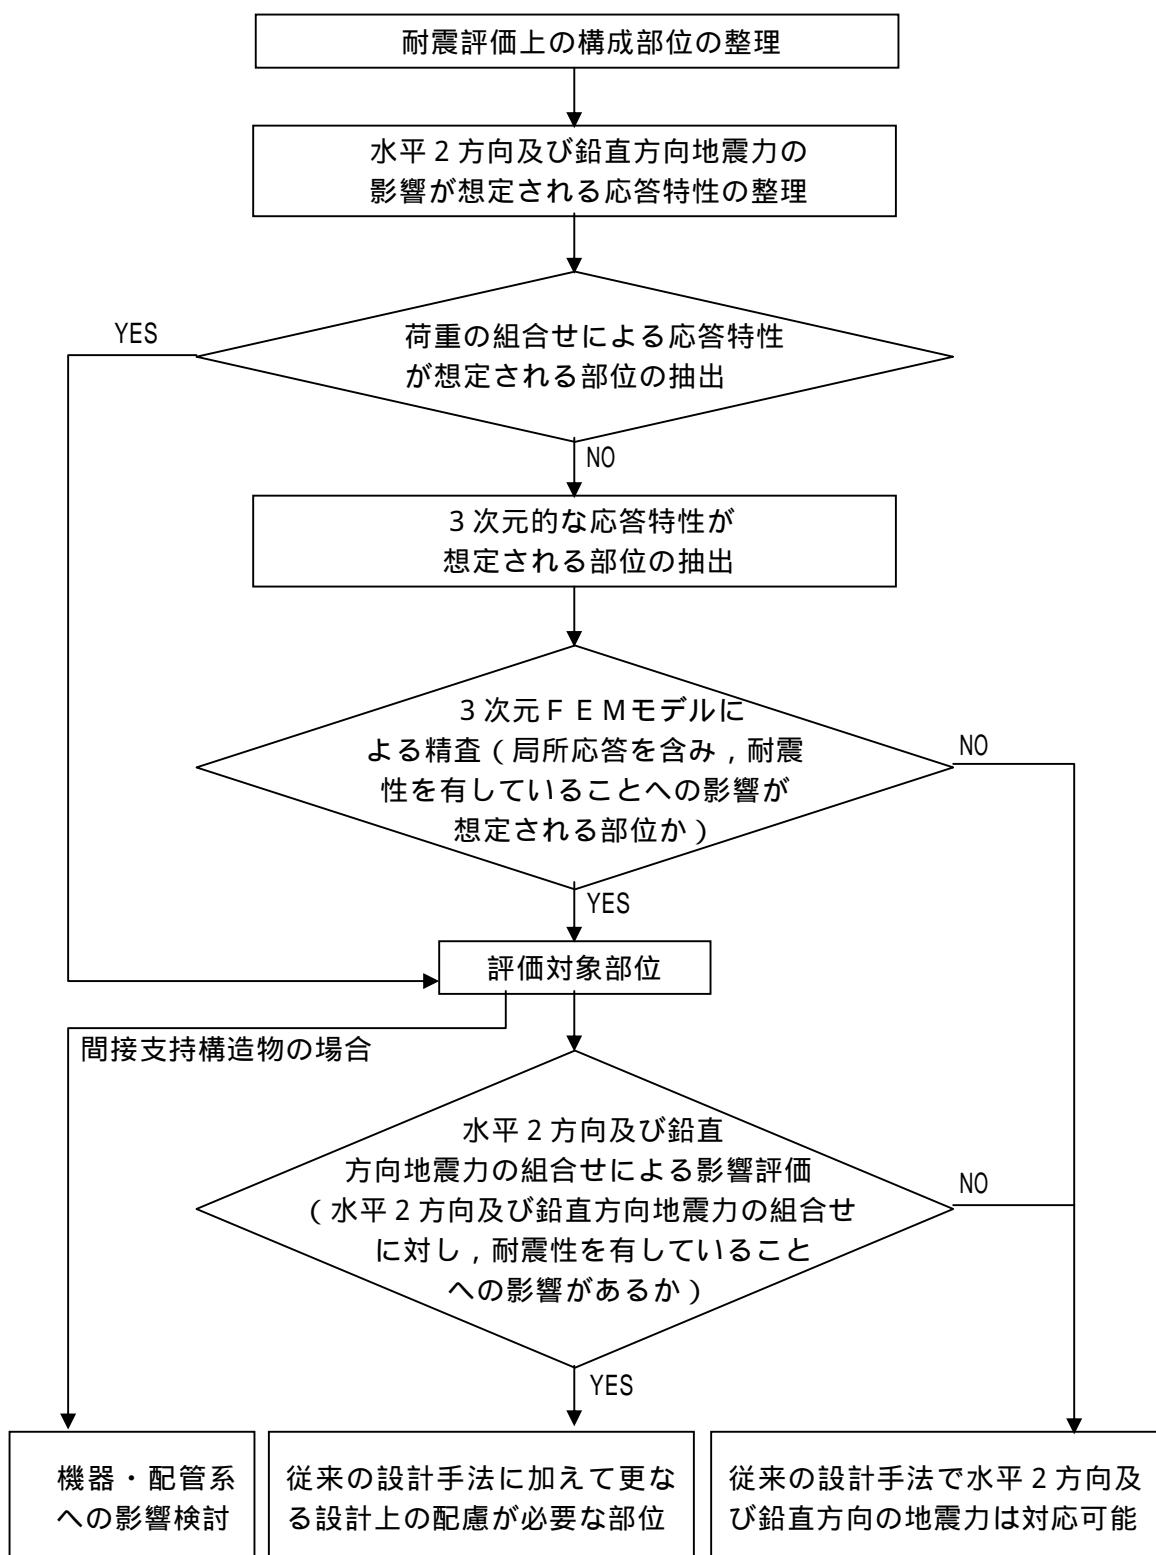 耐震評価上の構成部位の整理
水平２方向及び鉛直方向地震力の
影響が想定される応答特性の整理
YES
荷重の組合せによる応答特性
が想定される部位の抽出
NO
３次元的な応答特性が
想定される部位の抽出
３次元ＦＥＭモデルに
よる精査（局所応答を含み，耐震
性を有していることへの影響が
想定される部位か）
NO
YES
評価対象部位
間接支持構造物の場合
水平２方向及び鉛直
方向地震力の組合せによる影響評価
（水平２方向及び鉛直方向地震力の組合せ
に対し，耐震性を有していること
への影響があるか）
NO
YES
機器・配管系
への影響検討
従来の設計手法に加えて更な
る設計上の配慮が必要な部位
従来の設計手法で水平２方向及
び鉛直方向の地震力は対応可能